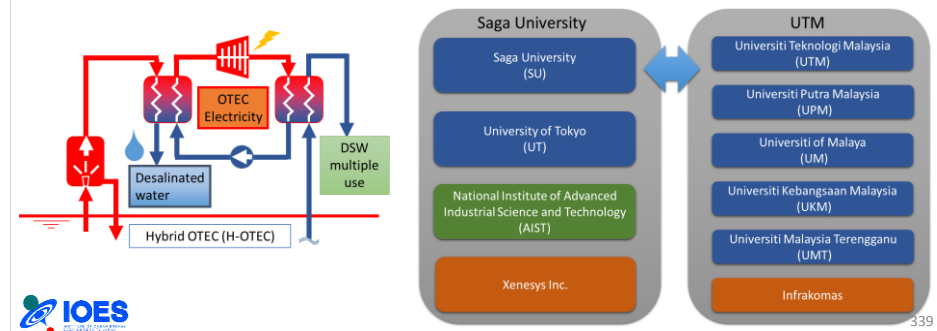 OTEC
Electricity
Desalinated
water
DSW
multiple
use
Hybrid OTEC (H-OTEC)
IOES
Saga University
Saga University
(SU)
University of Tokyo
(UT)
National Institute of Advanced
Industrial Science and Technology
(AIST)
Xenesys Inc.
UTM
Universiti Teknologi Malaysia
(UTM)
Universiti Putra Malaysia
(UPM)
Universiti of Malaya
(UM)
Universiti Kebangsaan Malaysia
(UKM)
Universiti Malaysia Terengganu
(UMT)
Infrakomas
339